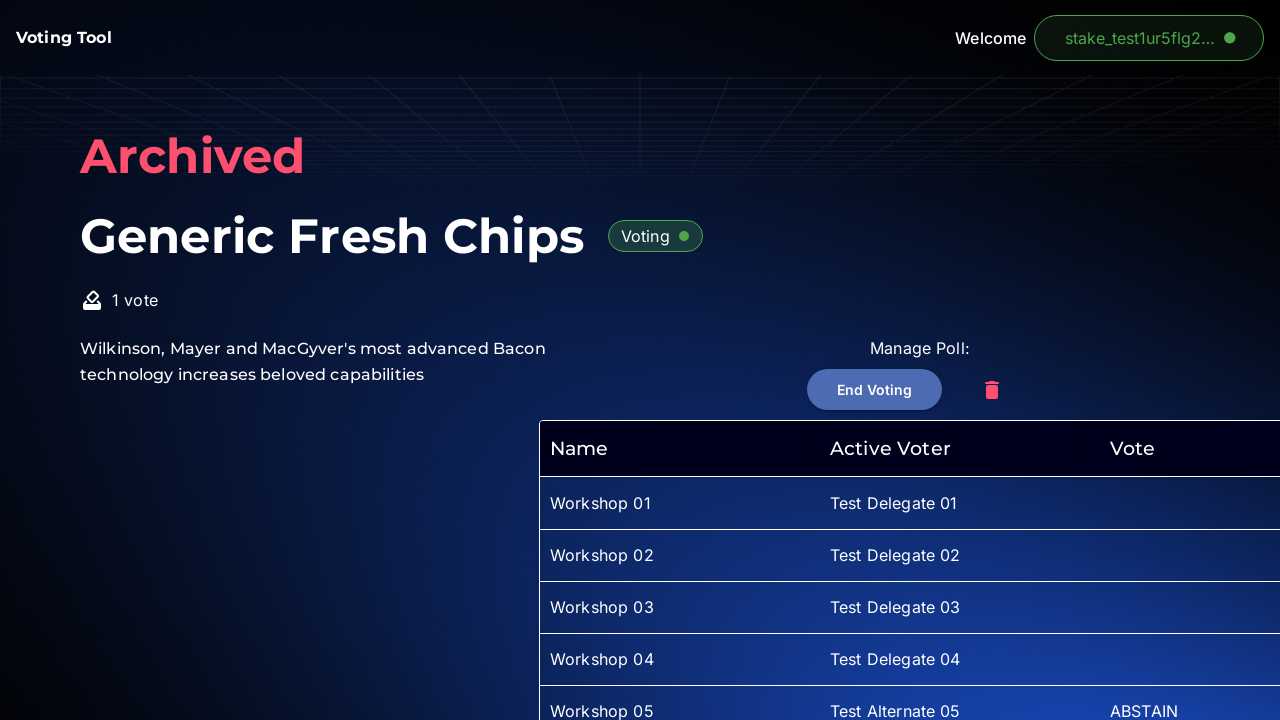 Voting Tool
Welcome
stake_test1ur5flg2...
Archived
Generic Fresh Chips
Voting
1 vote
Wilkinson, Mayer and MacGyver's most advanced Bacon
technology increases beloved capabilities
Manage Poll:
End Voting
Name Active Voter Vote
Workshop 01 Test Delegate 01
Workshop 02 Test Delegate 02
Workshop 03 Test Delegate 03
Workshop 04 Test Delegate 04
Workshop 05 Test Alternate 05 ABSTAIN